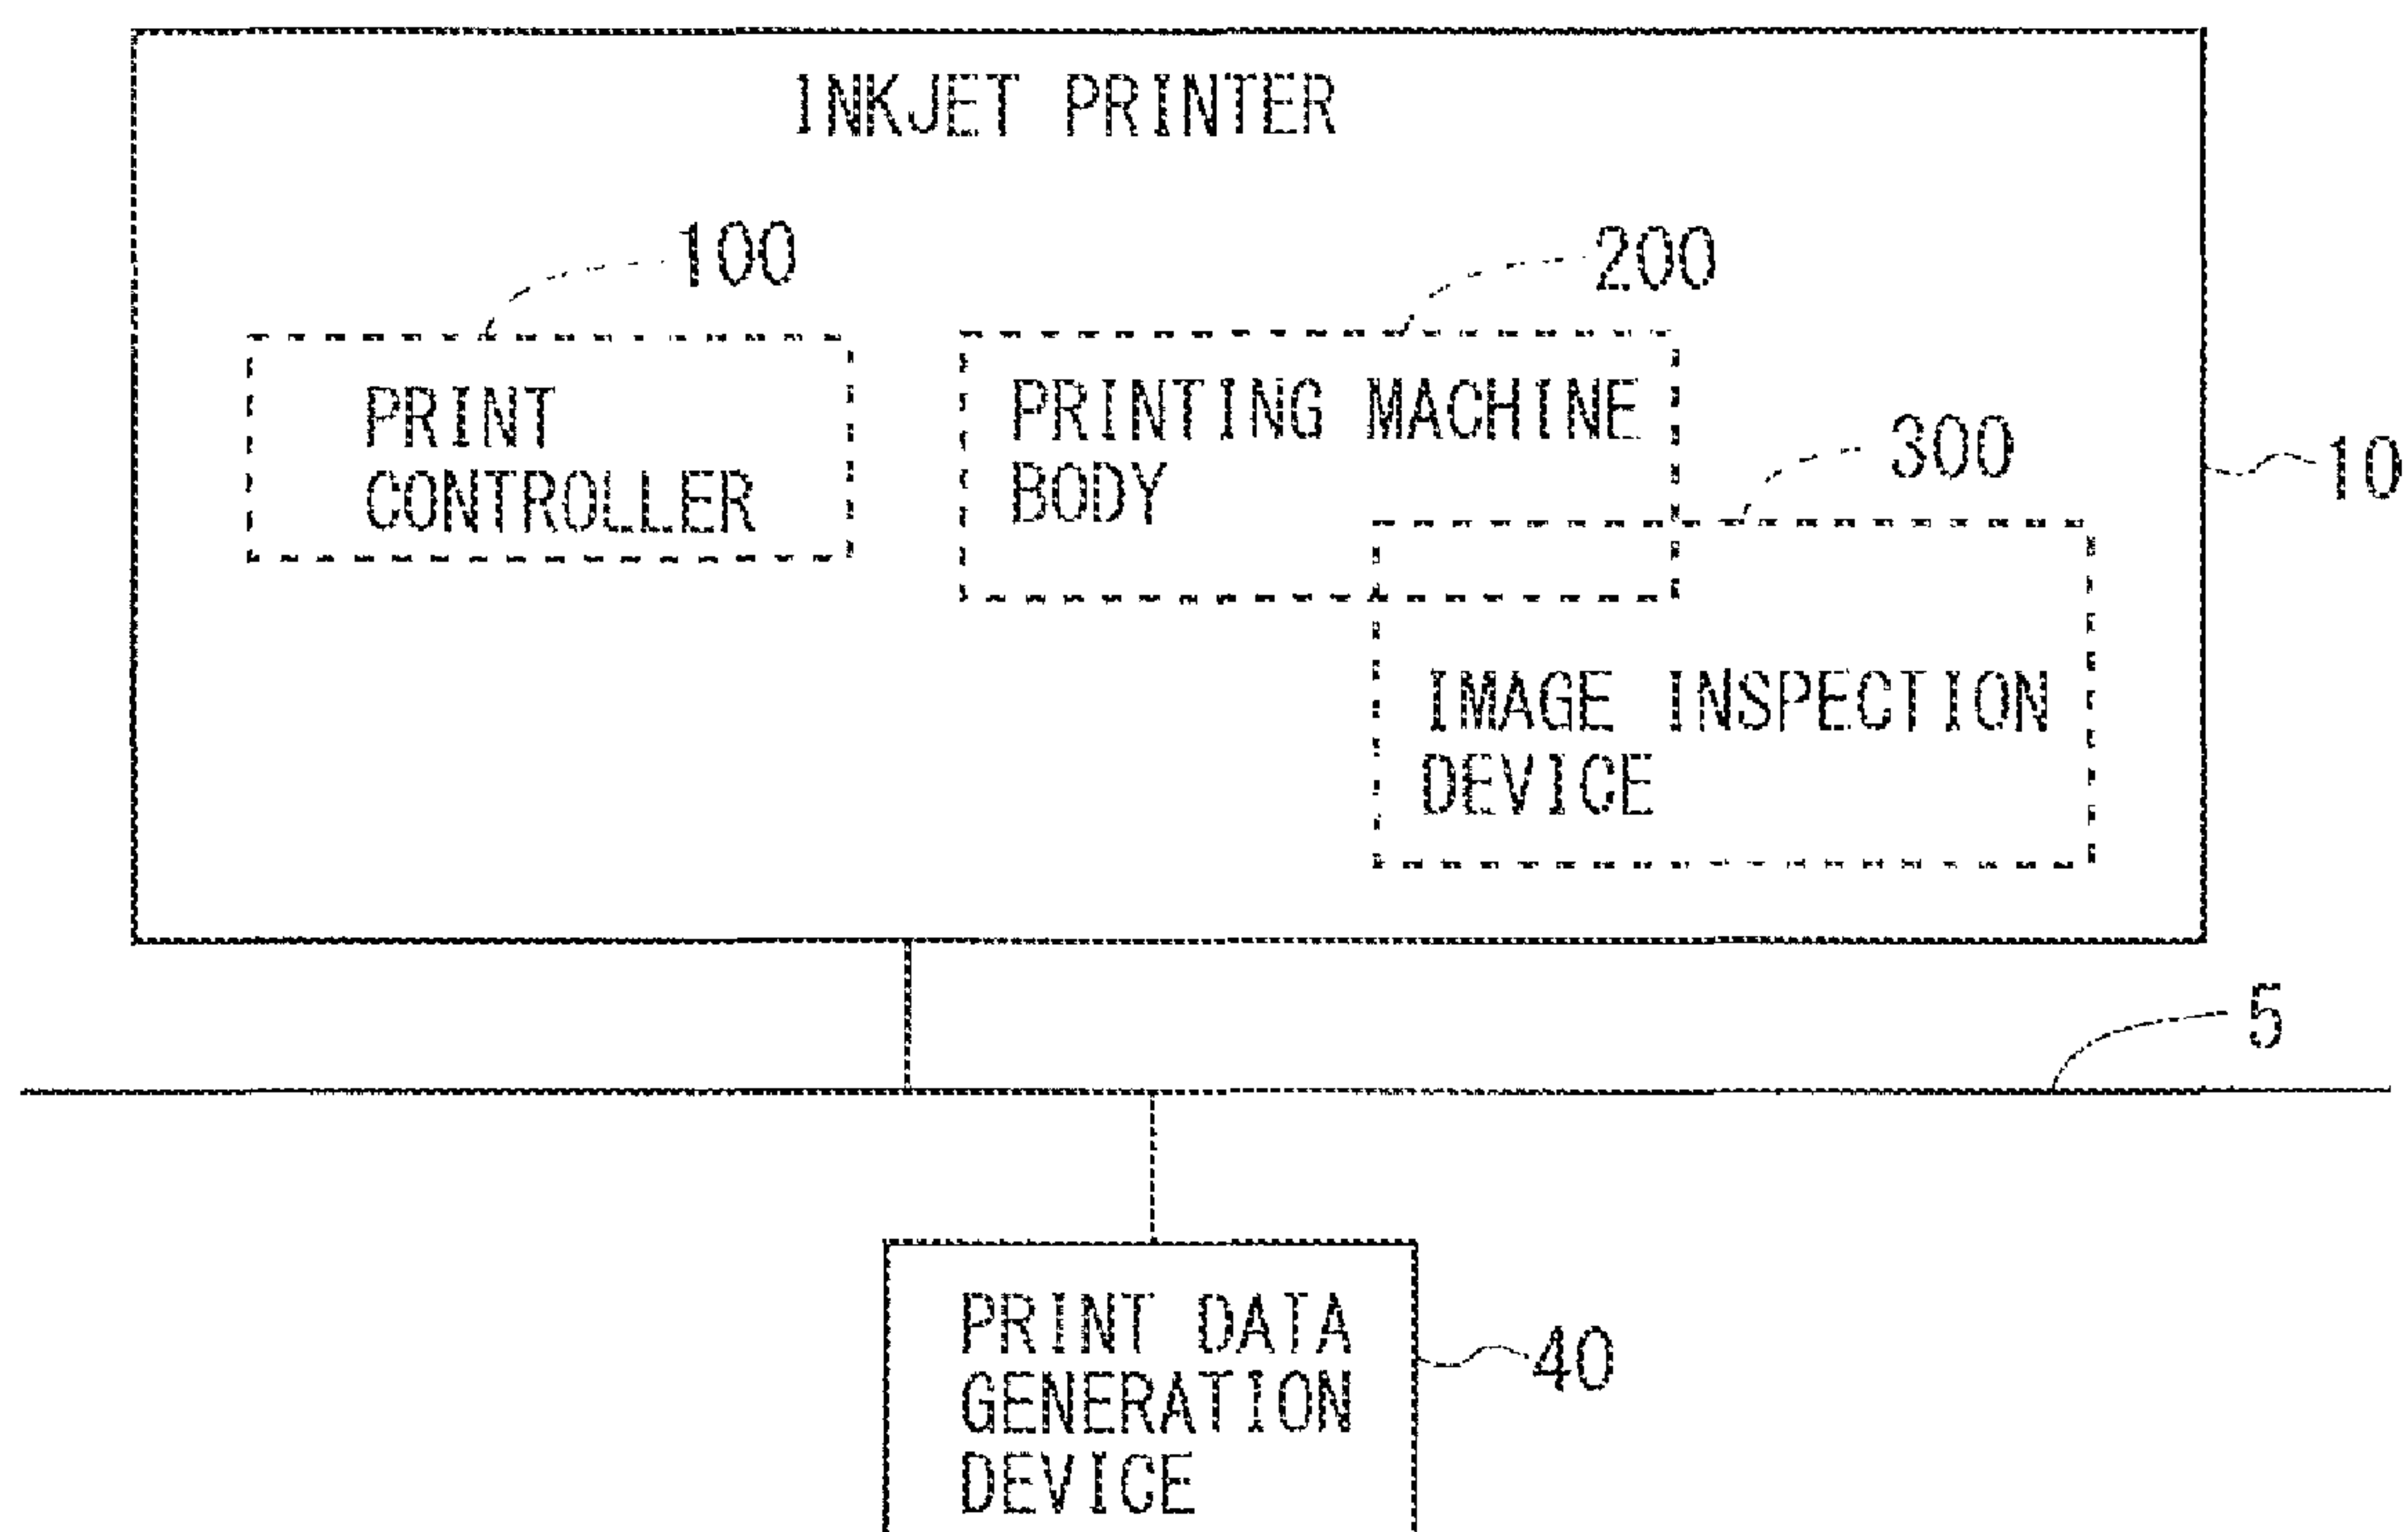 INKJET PRINTER
100
200
PRINT
CONTROLLER
PRINTING MACHINE
BODY
300
10
IMAGE INSPECTION
DEVICE
5
PRINT DATA
GENERATION
DEVICE
40